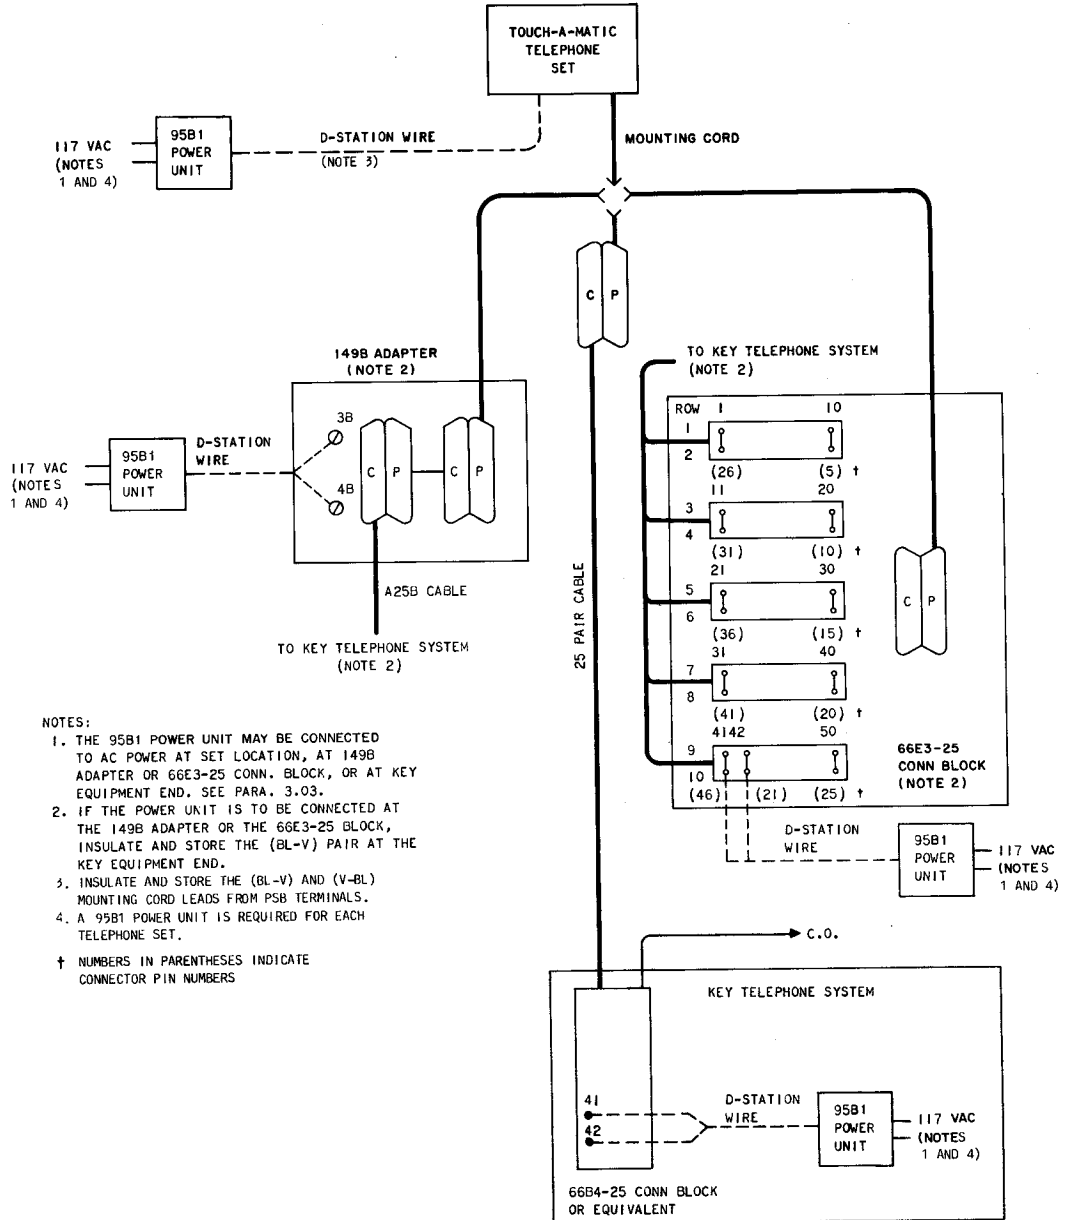 TOUCH-A-MATIC
TELEPHONE
SET
95B1
POWER
UNIT
117 VAC
(NOTES
1 AND 4)
D-STATION WIRE
(NOTE 3)
MOUNTING CORD
C P
149B ADAPTER
(NOTE 2)
3B
4B
C P C P
D-STATION
WIRE
95B1
POWER
UNIT
117 VAC
(NOTES
1 AND 4)
A25B CABLE
TO KEY TELEPHONE SYSTEM
(NOTE 2)
25 PAIR CABLE
TO KEY TELEPHONE SYSTEM
(NOTE 2)
ROW 1 10
1
2
(26) (5) †
11 20
3
4
(31) (10) †
21 30
5
6
(36) (15) †
31 40
7
8
(41) (20) †
4142 50
9
10
(46) (21) (25) †
C P
66E3-25
CONN BLOCK
(NOTE 2)
D-STATION
WIRE
95B1
POWER
UNIT
117 VAC
(NOTES
1 AND 4)
NOTES:
1. THE 95B1 POWER UNIT MAY BE CONNECTED
TO AC POWER AT SET LOCATION, AT 149B
ADAPTER OR 66E3-25 CONN. BLOCK, OR AT KEY
EQUIPMENT END. SEE PARA. 3.03.
2. IF THE POWER UNIT IS TO BE CONNECTED AT
THE 149B ADAPTER OR THE 66E3-25 BLOCK,
INSULATE AND STORE THE (BL-V) PAIR AT THE
KEY EQUIPMENT END.
3. INSULATE AND STORE THE (BL-V) AND (V-BL)
MOUNTING CORD LEADS FROM PSB TERMINALS.
4. A 95B1 POWER UNIT IS REQUIRED FOR EACH
TELEPHONE SET.
† NUMBERS IN PARENTHESES INDICATE
CONNECTOR PIN NUMBERS
C.O.
KEY TELEPHONE SYSTEM
41
42
D-STATION
WIRE
95B1
POWER
UNIT
117 VAC
(NOTES
1 AND 4)
66B4-25 CONN BLOCK
OR EQUIVALENT